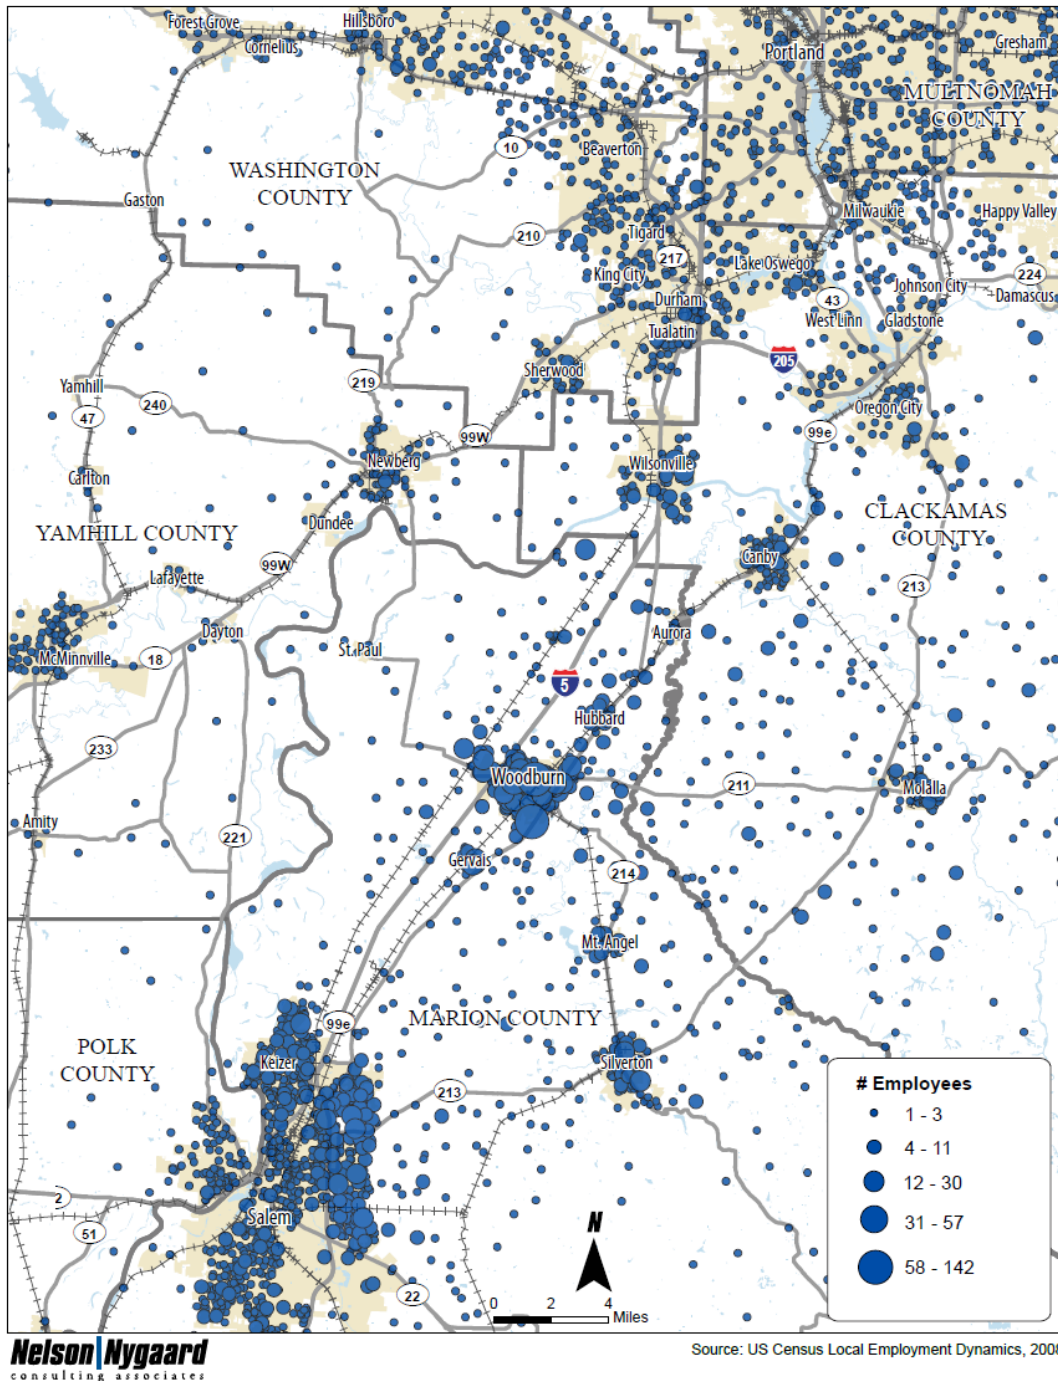 Forest Grove
Hillsboro
Cornelius
Portland
Gresham
MULTNOMAH
COUNTY
10
Beaverton
WASHINGTON
COUNTY
Gaston
210
Tigard
217
Milwaukie
Happy Valley
King City
Lake Oswego
224
Durham
43
Johnson City
Damascus
Tualatin
West Linn
Gladstone
205
Sherwood
Yamhill
219
240
47
99W
Oregon City
99e
Newberg
Wilsonville
Carlton
Dundee
CLACKAMAS
COUNTY
YAMHILL COUNTY
Canby
99W
Lafayette
213
Dayton
Aurora
McMinnville
18
St. Paul
5
Hubbard
233
Woodburn
211
Molalla
Amity
221
Gervais
214
Mt. Angel
99e
MARION COUNTY
POLK
COUNTY
Keizer
Silverton
213
# Employees
1 - 3
4 - 11
12 - 30
31 - 57
58 - 142
2
51
Salem
22
N
0 2 4
Miles
Nelson|Nygaard
consulting associates
Source: US Census Local Employment Dynamics, 2008